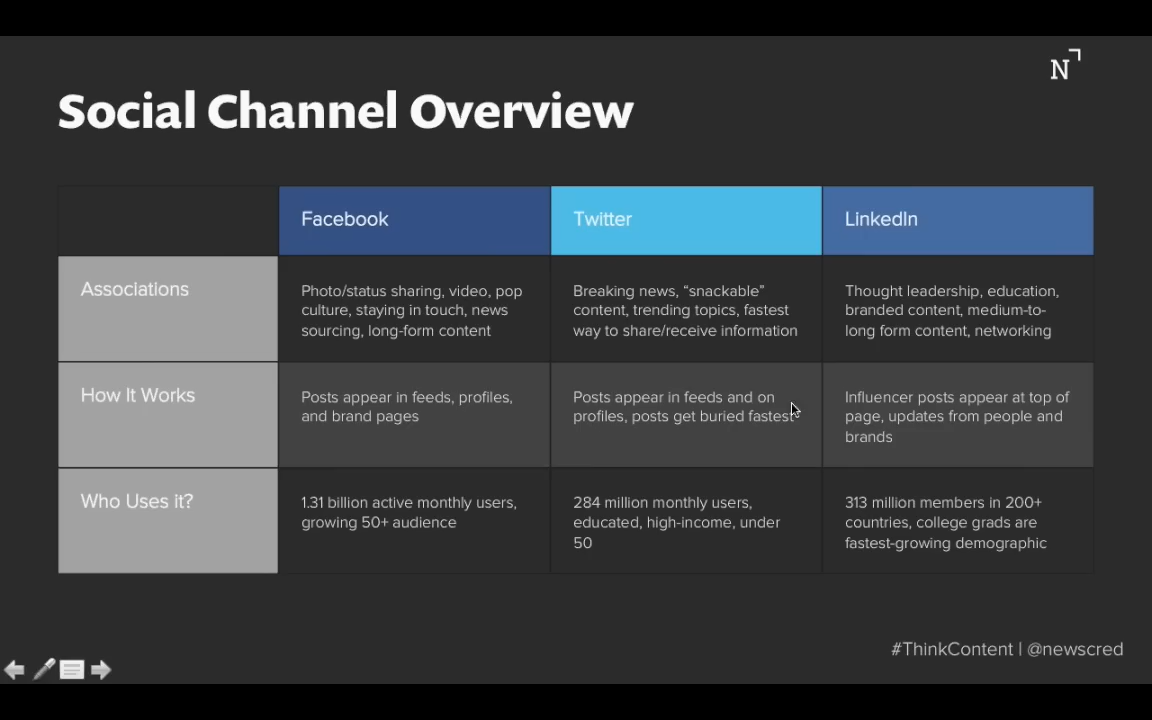 N
Social Channel Overview
Facebook
Twitter
LinkedIn
Associations
Photo/status sharing, video, pop
culture, staying in touch, news
sourcing, long-form content
Breaking news, “snackable”
content, trending topics, fastest
way to share/receive information
Thought leadership, education,
branded content, medium-to-
long form content, networking
How It Works
Posts appear in feeds, profiles,
and brand pages
Posts appear in feeds and on
profiles, posts get buried fastest
Influencer posts appear at top of
page, updates from people and
brands
Who Uses it?
1.31 billion active monthly users,
growing 50+ audience
284 million monthly users,
educated, high-income, under
50
313 million members in 200+
countries, college grads are
fastest-growing demographic
#ThinkContent | @newscred